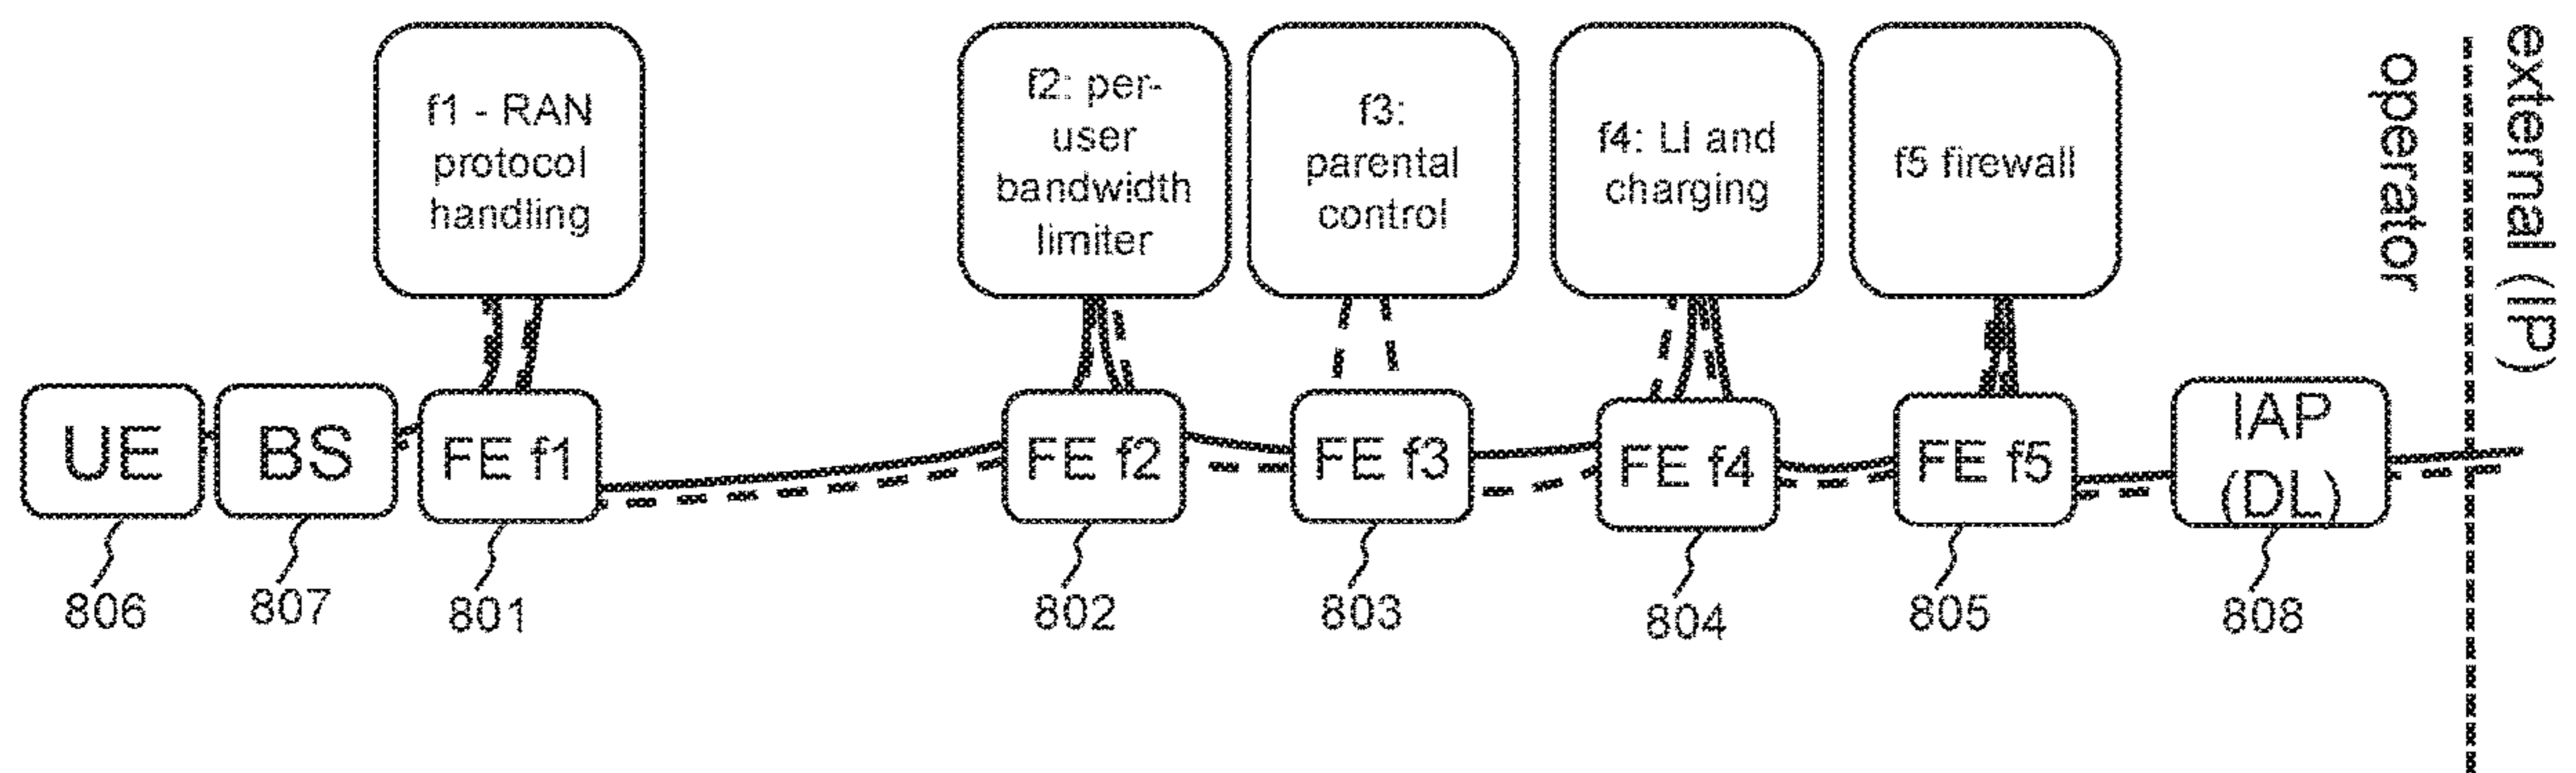 f1 - RAN
protocol
handling
f2: per-
user
bandwidth
limiter
f3:
parental
control
f4: LI and
charging
f5 firewall
operator
external (IP)
UE
BS
FE f1
FE f2
FE f3
FE f4
FE f5
IAP
(DL)
806
807
801
802
803
804
805
808